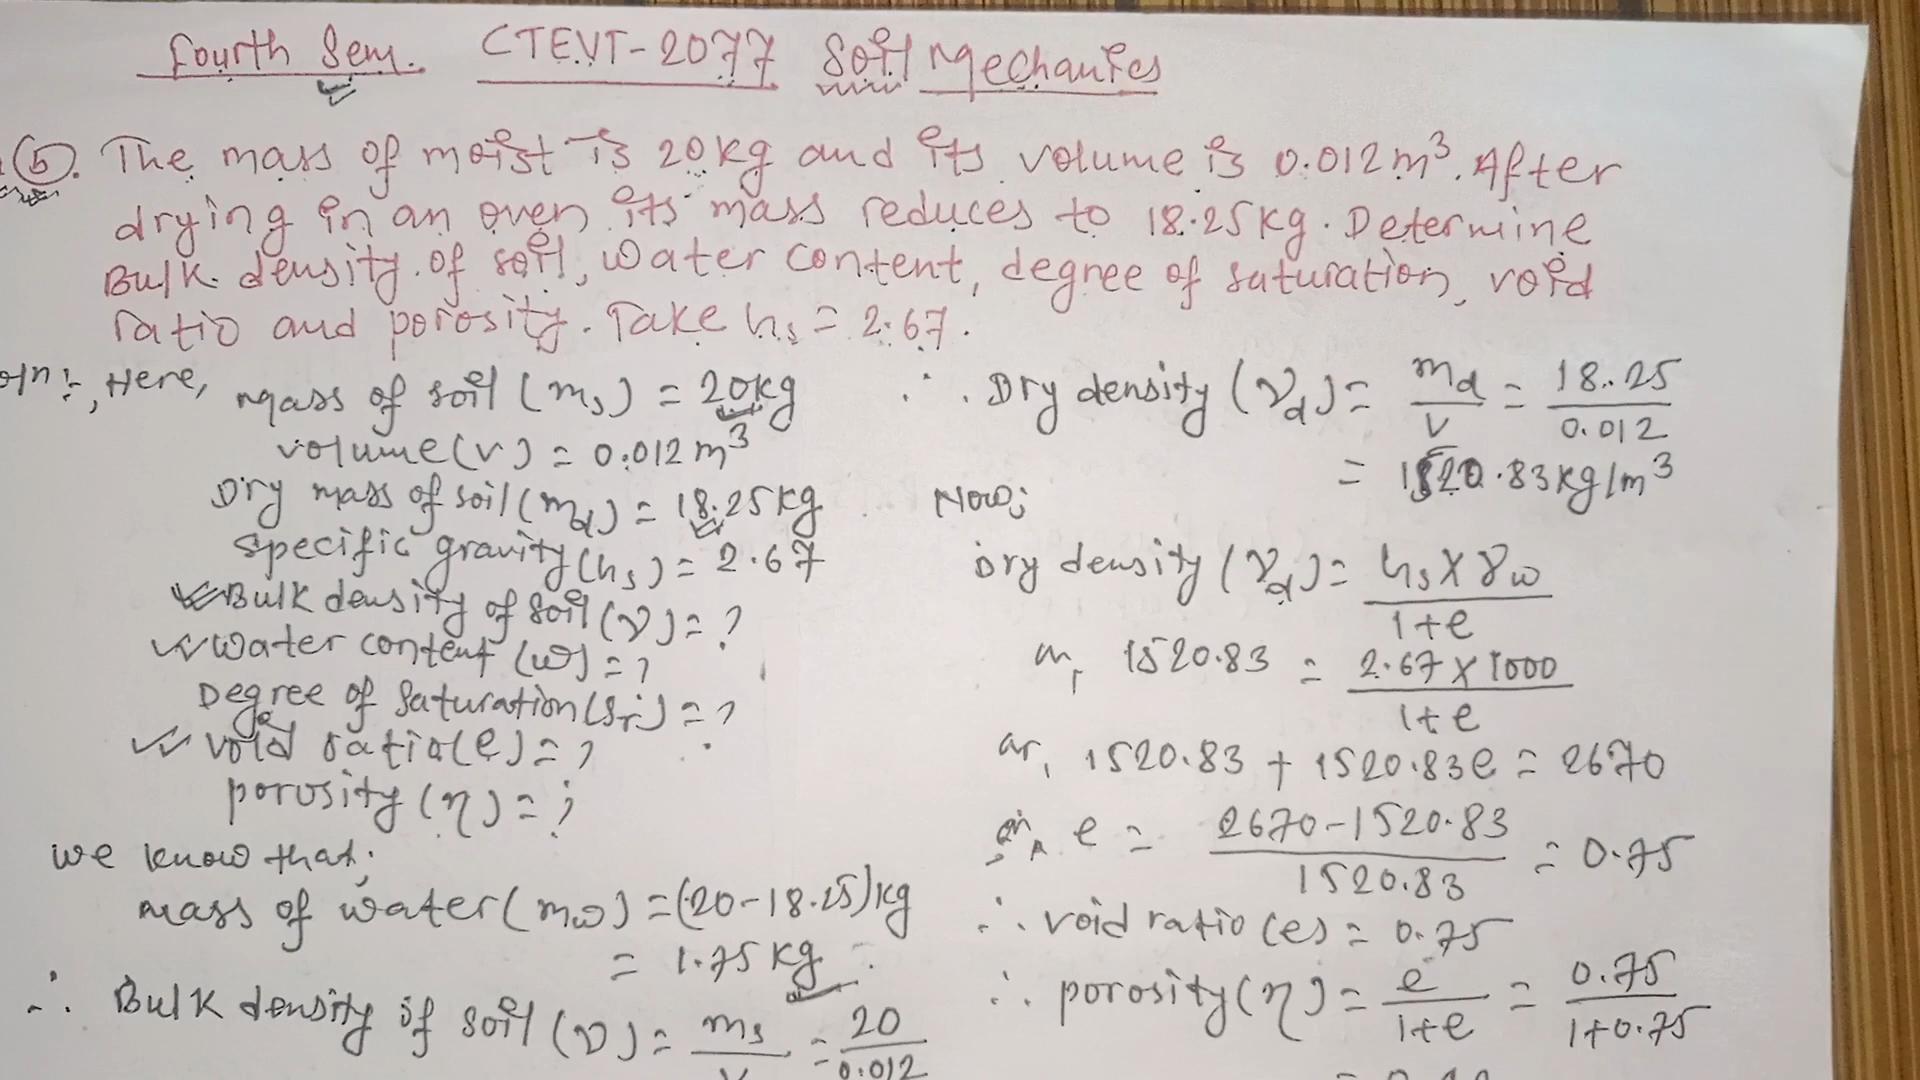 Fourth Sem. CTEVT-2077 Soil Mechanics
(5). The mass of moist is 20kg and its volume is 0.012m³. After
drying in an oven its mass reduces to 18.25kg. Determine
Bulk density of soil, water content, degree of saturation, void
ratio and porosity. Take Gs = 2.67.
Here,
mass of soil (ms) = 20kg
volume(v) = 0.012m³
Dry mass of soil(md) = 18.25kg
specific gravity(Gs) = 2.67
Bulk density of soil(γ) = ?
water content (w) = ?
Degree of saturation(Sr) = ?
void ratio(e) = ?
porosity (η) = ?
we know that;
mass of water(mw) = (20-18.25)kg
= 1.75kg
∴ Bulk density of soil (γ) = ms/v = 20/0.012
∴ Dry density (γd) = md/v = 18.25/0.012
= 1520.83kg/m³
Now;
Dry density (γd) = Gs×γw/1+e
or, 1520.83 = 2.67×1000/1+e
or, 1520.83 + 1520.83e = 2670
or, e = 2670-1520.83/1520.83 = 0.75
∴ void ratio (e) = 0.75
∴ porosity(η) = e/1+e = 0.75/1+0.75